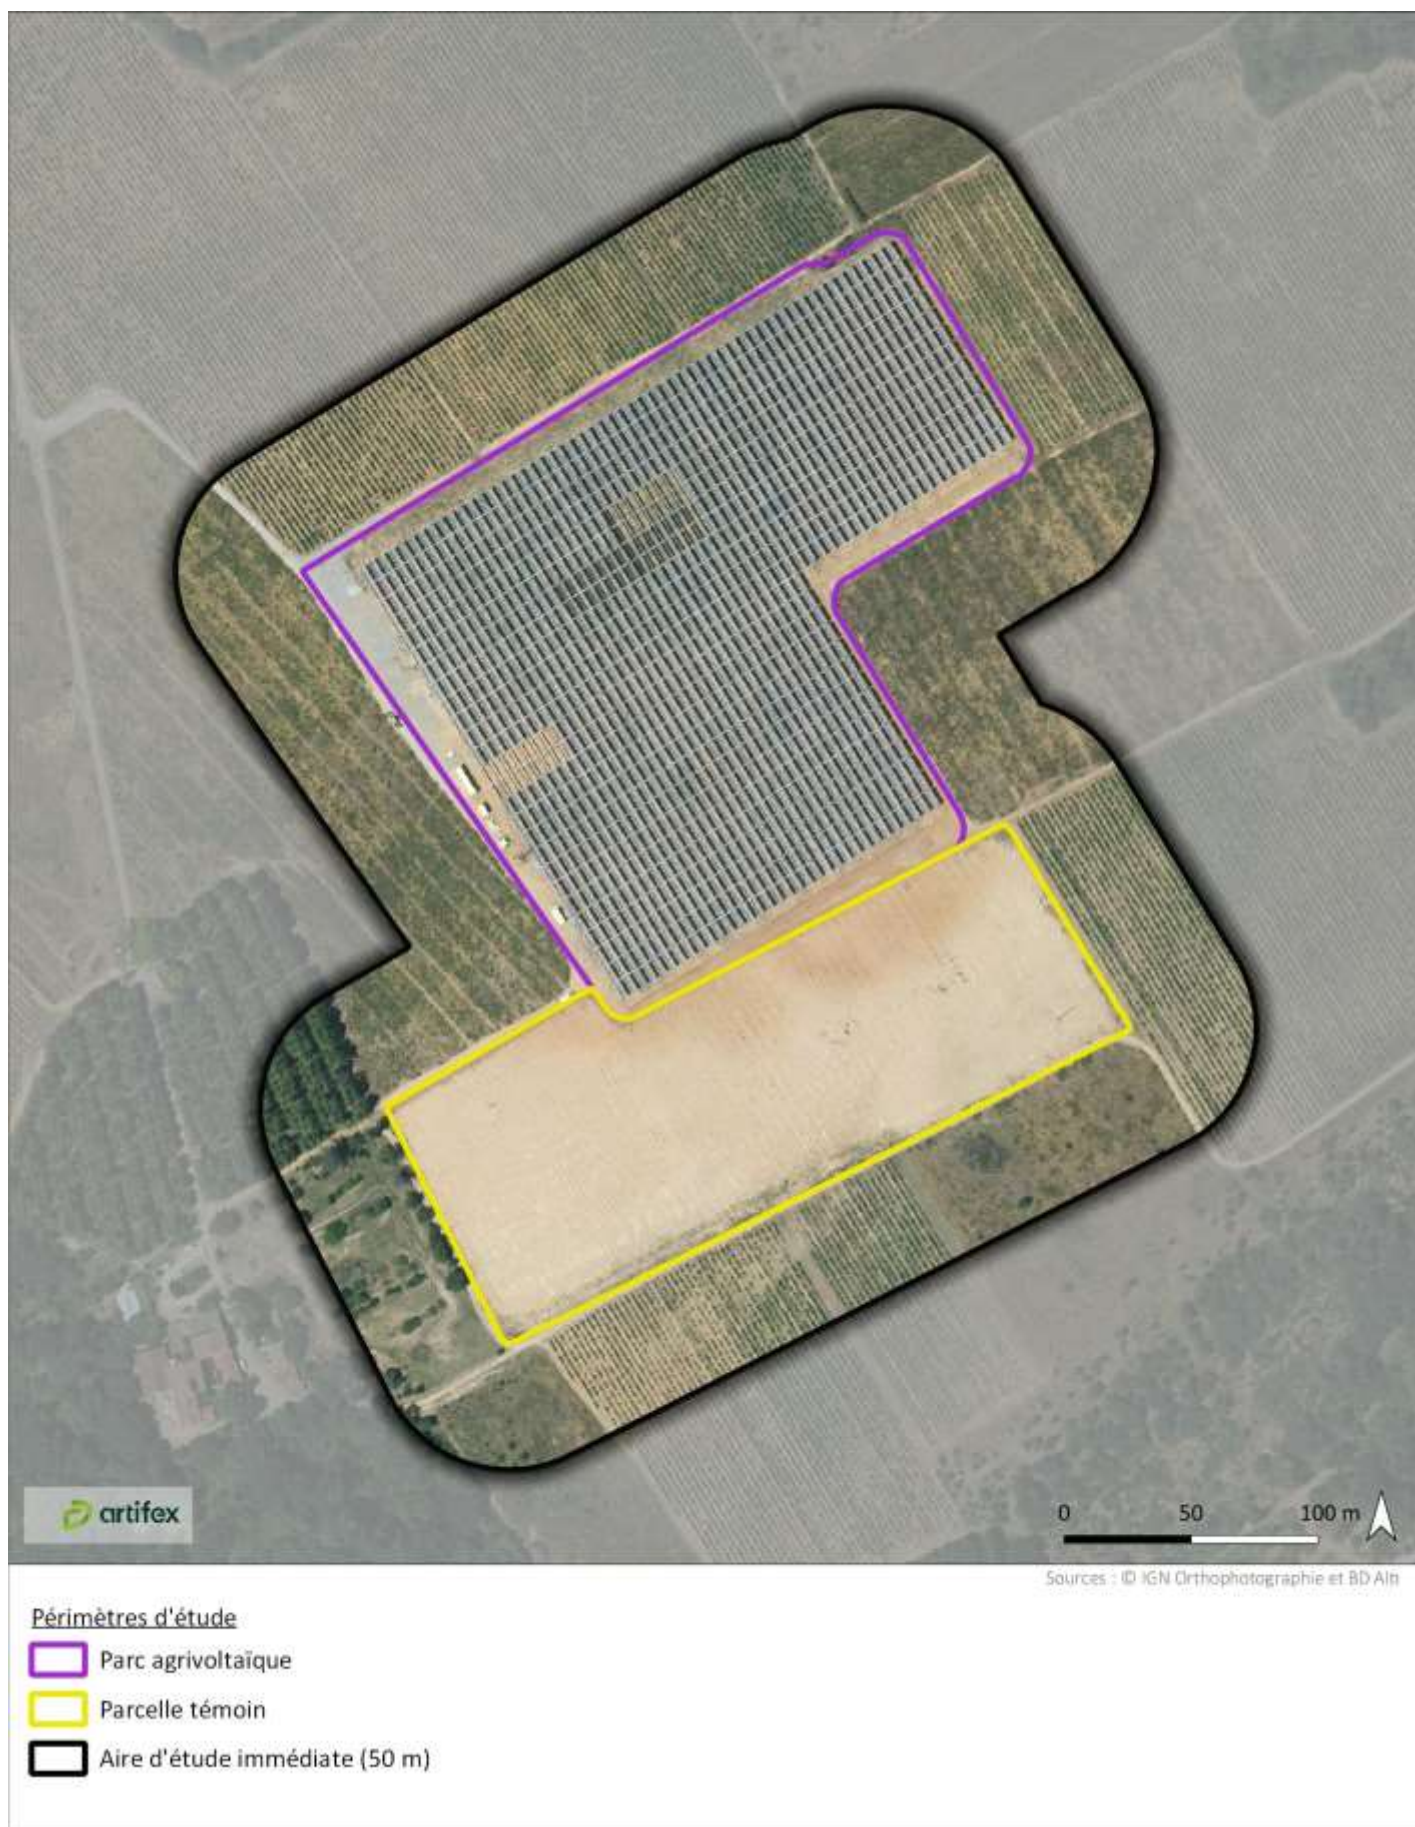 artifex
0 50 100 m
Sources : © IGN Orthophotographie et BD Alti
Périmètres d'étude
Parc agrivoltaïque
Parcelle témoin
Aire d'étude immédiate (50 m)